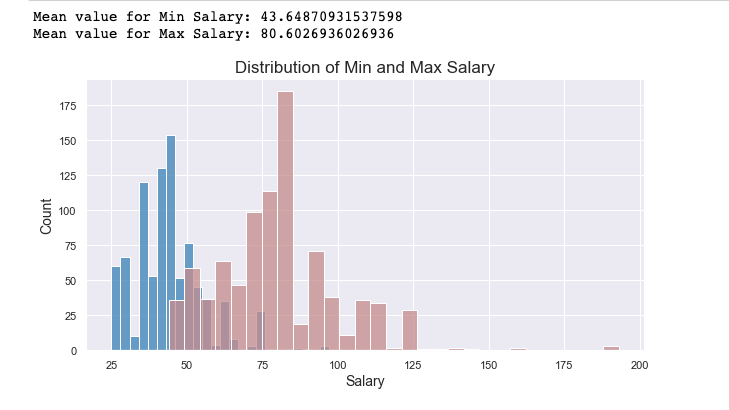 Mean value for Min Salary: 43.64870931537598
Mean value for Max Salary: 80.6026936026936
Distribution of Min and Max Salary
175
150
125
100
75
50
25
0
Count
25 50 75 100 125 150 175 200
Salary